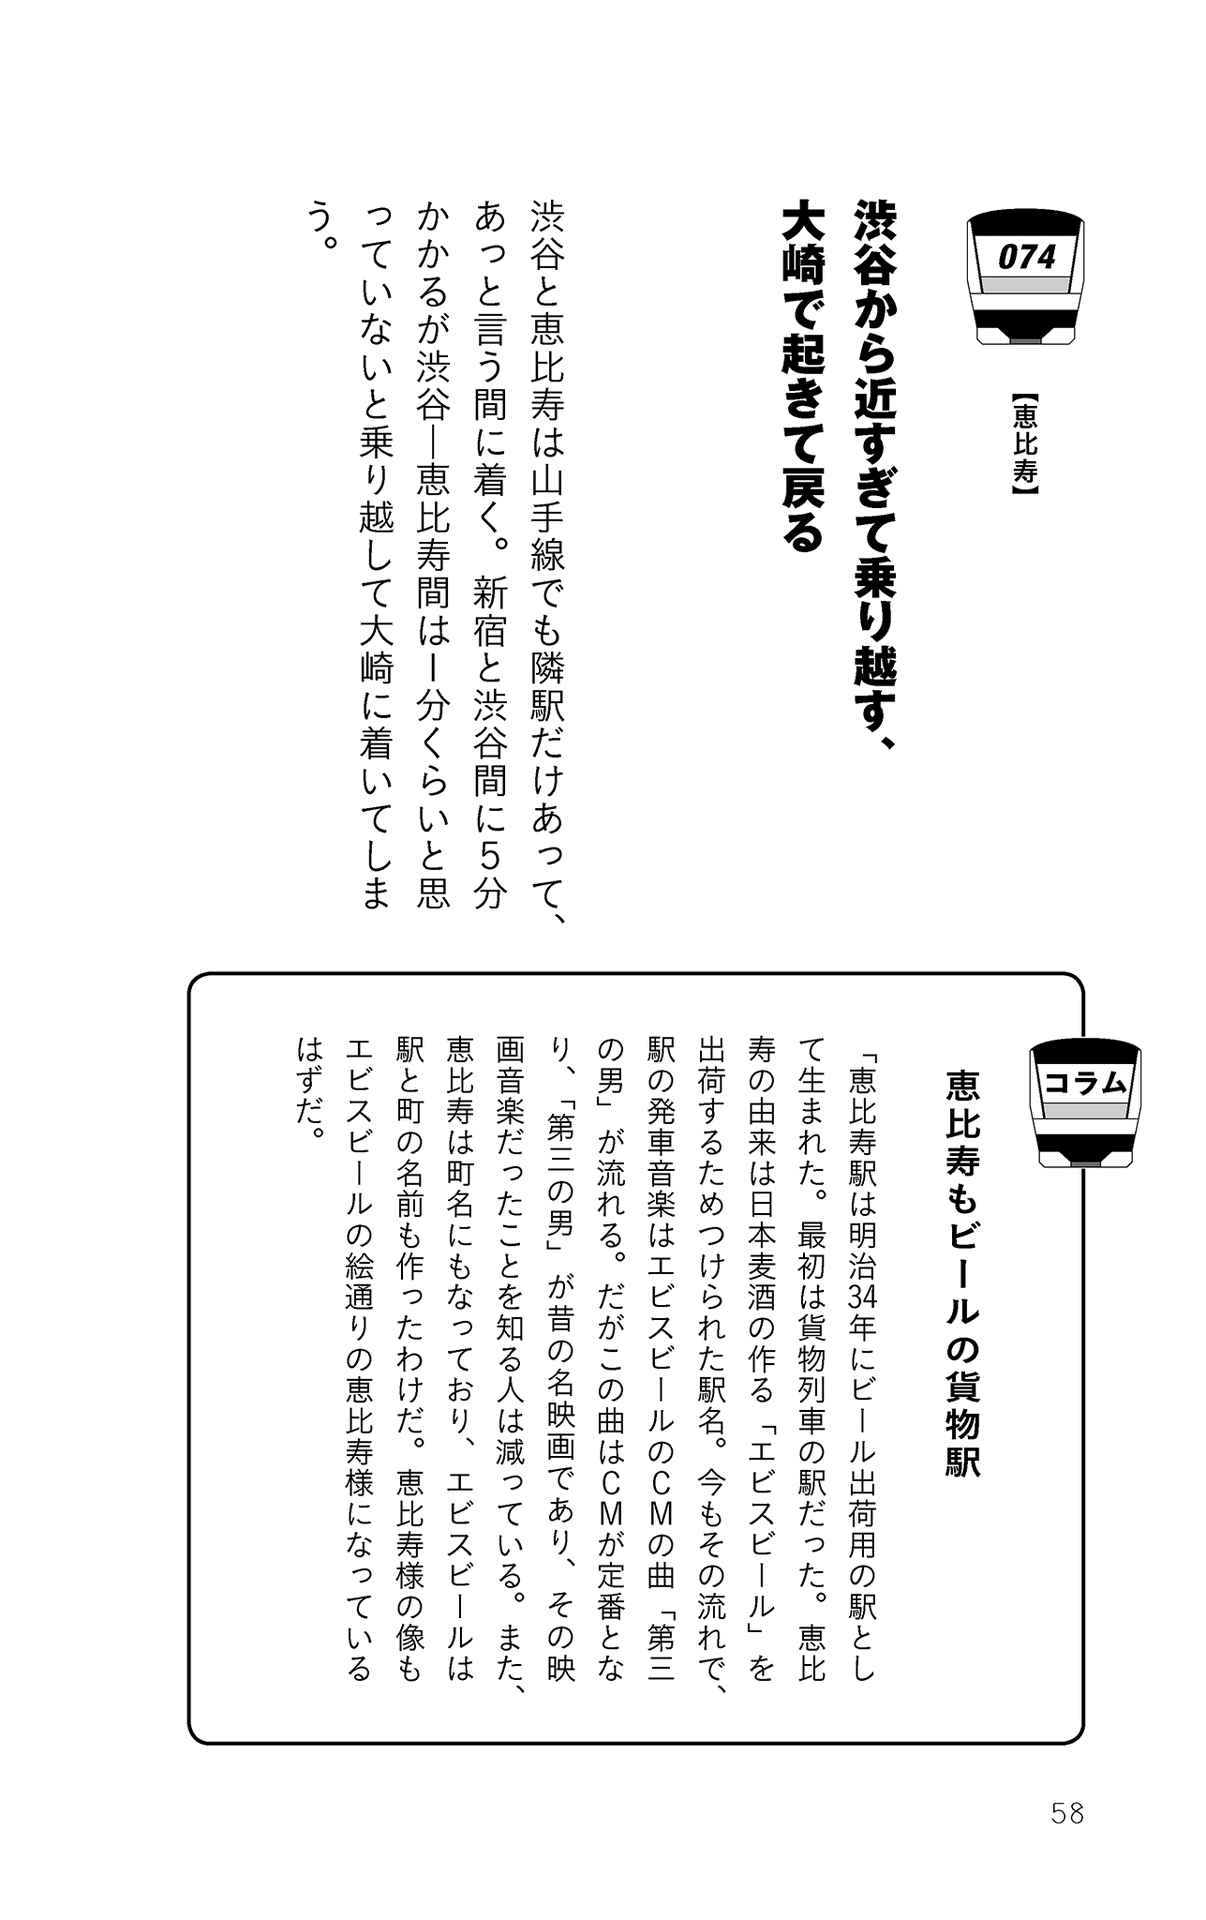 074
【恵比寿】
渋谷から近すぎて乗り越す、
大崎で起きて戻る
渋谷と恵比寿は山手線でも隣駅だけあって、
あっと言う間に着く。新宿と渋谷間に５分
かかるが渋谷―恵比寿間は１分くらいと思
っていないと乗り越して大崎に着いてしま
う。
コラム
恵比寿もビールの貨物駅
「恵比寿駅は明治34年にビール出荷用の駅とし
て生まれた。最初は貨物列車の駅だった。恵比
寿の由来は日本麦酒の作る「エビスビール」を
出荷するためつけられた駅名。今もその流れで、
駅の発車音楽はエビスビールのＣＭの曲「第三
の男」が流れる。だがこの曲はＣＭが定番とな
り、「第三の男」が昔の名映画であり、その映
画音楽だったことを知る人は減っている。また、
恵比寿は町名にもなっており、エビスビールは
駅と町の名前も作ったわけだ。恵比寿様の像も
エビスビールの絵通りの恵比寿様になっている
はずだ。
58